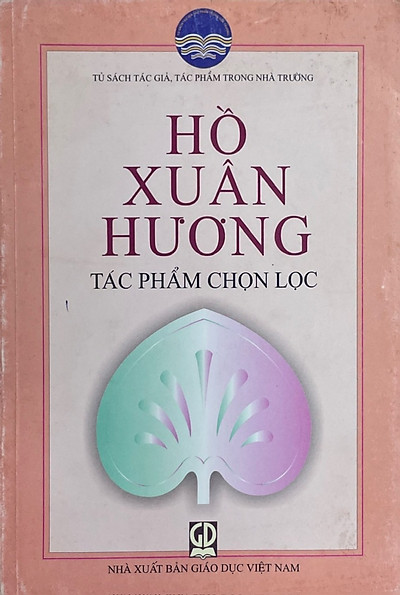 TỦ SÁCH TÁC GIẢ, TÁC PHẨM TRONG NHÀ TRƯỜNG
HỒ
XUÂN
HƯƠNG
TÁC PHẨM CHỌN LỌC
GD
NHÀ XUẤT BẢN GIÁO DỤC VIỆT NAM